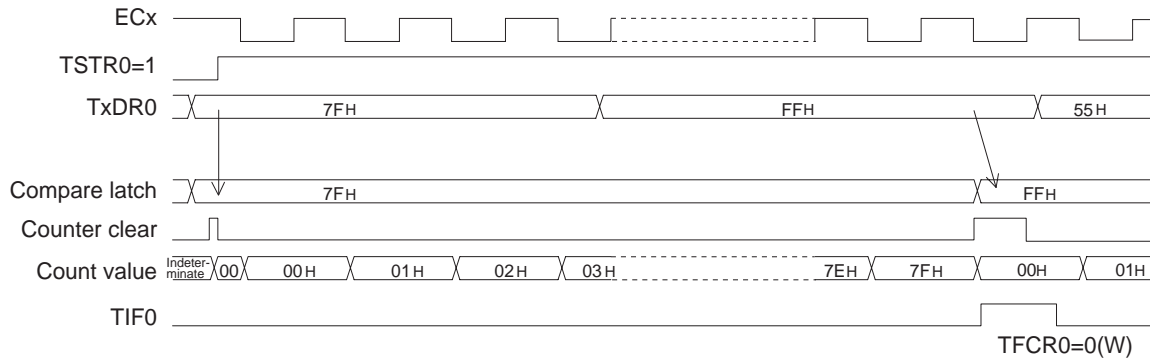 ECx
TSTR0=1
TxDR0 7FH FFH 55H
Compare latch 7FH FFH
Counter clear
Count value Indeter-minate 00 00H 01H 02H 03H 7EH 7FH 00H 01H
TIF0
TFCR0=0(W)